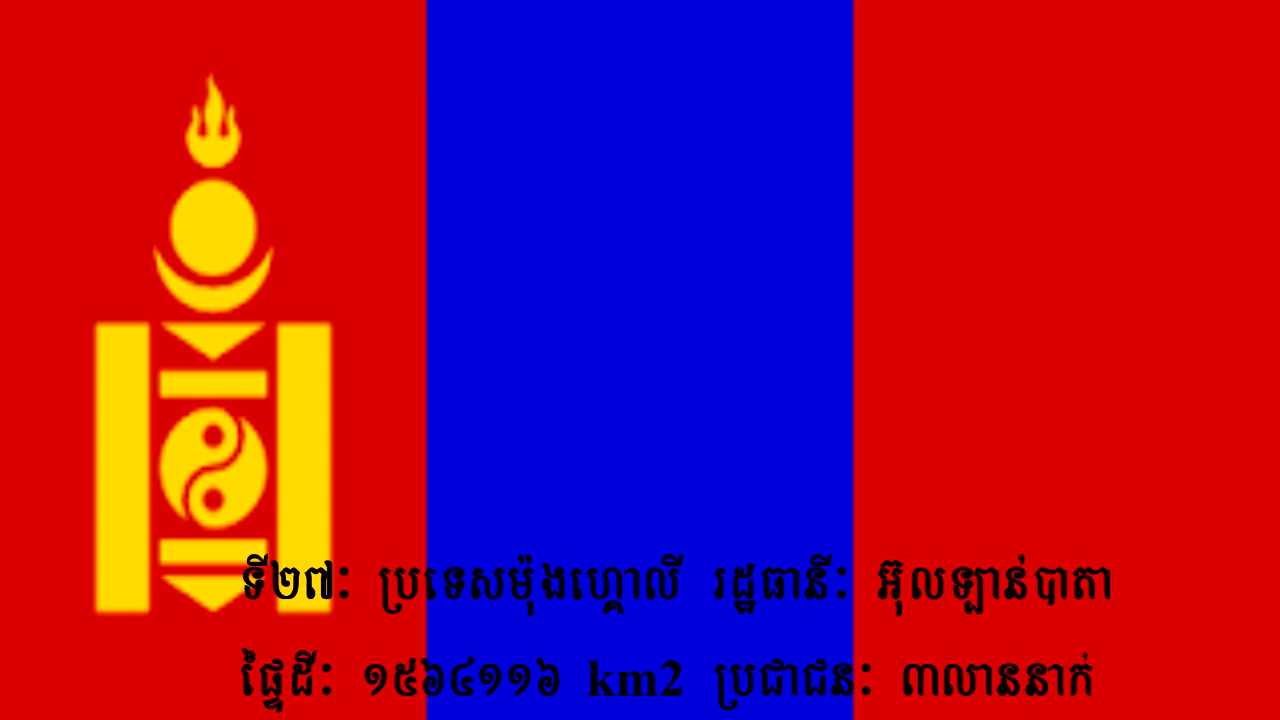 ទី២៧ៈ ប្រទេសម៉ុងហ្គោលី រដ្ឋធានីៈ អ៊ុលឡាន់បាតា
ផ្ទៃដីៈ ១៥៦៤១១៦ km2 ប្រជាជនៈ ៣លាននាក់